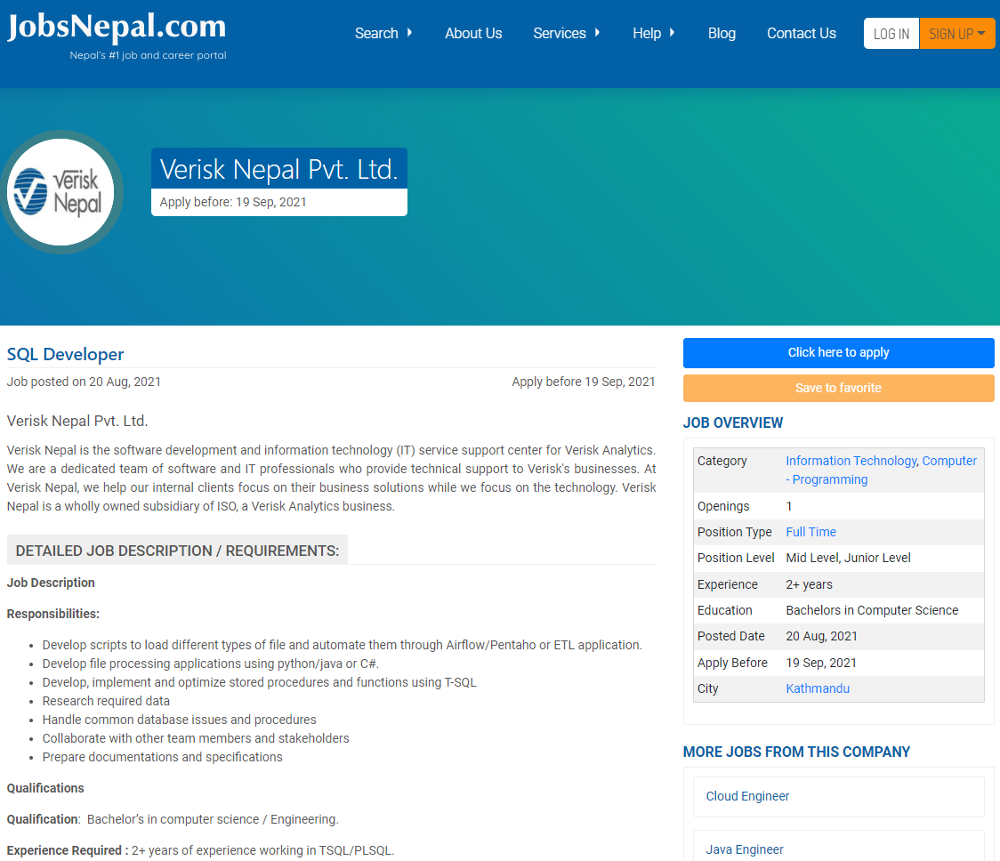 JobsNepal.com
Nepal's #1 job and career portal
Search
About Us
Services
Help
Blog
Contact Us
LOG IN
SIGN UP
Verisk
Nepal
Verisk Nepal Pvt. Ltd.
Apply before: 19 Sep, 2021
SQL Developer
Job posted on 20 Aug, 2021
Apply before 19 Sep, 2021
Verisk Nepal Pvt. Ltd.
Verisk Nepal is the software development and information technology (IT) service support center for Verisk Analytics.
We are a dedicated team of software and IT professionals who provide technical support to Verisk's businesses. At
Verisk Nepal, we help our internal clients focus on their business solutions while we focus on the technology. Verisk
Nepal is a wholly owned subsidiary of ISO, a Verisk Analytics business.
DETAILED JOB DESCRIPTION / REQUIREMENTS:
Job Description
Responsibilities:
• Develop scripts to load different types of file and automate them through Airflow/Pentaho or ETL application.
• Develop file processing applications using python/java or C#.
• Develop, implement and optimize stored procedures and functions using T-SQL
• Research required data
• Handle common database issues and procedures
• Collaborate with other team members and stakeholders
• Prepare documentations and specifications
Qualifications
Qualification:  Bachelor's in computer science / Engineering.
Experience Required : 2+ years of experience working in TSQL/PLSQL.
Click here to apply
Save to favorite
JOB OVERVIEW
Category Information Technology, Computer
- Programming
Openings 1
Position Type Full Time
Position Level Mid Level, Junior Level
Experience 2+ years
Education Bachelors in Computer Science
Posted Date 20 Aug, 2021
Apply Before 19 Sep, 2021
City Kathmandu
MORE JOBS FROM THIS COMPANY
Cloud Engineer
Java Engineer